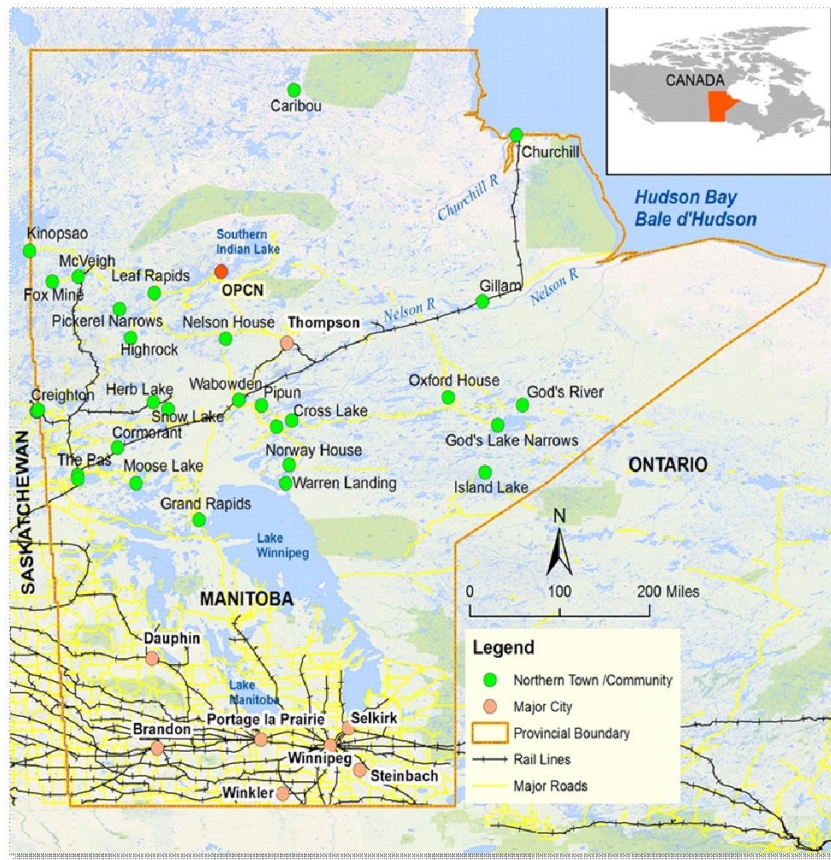 CANADA
Caribou
Churchill
Churchill R
Hudson Bay
Bale d'Hudson
Kinopsao
Southern
Indian Lake
McVeigh
Leaf Rapids
Fox Mine
OPCN
Gillam
Nelson R
Nelson R
Pickerel Narrows
Nelson House
Thompson
Highrock
Creighton
Herb Lake
Wabowden
Pipun
Oxford House
God's River
Snow Lake
Cross Lake
Cormorant
God's Lake Narrows
The Pas
Moose Lake
Norway House
Warren Landing
Island Lake
ONTARIO
SASKATCHEWAN
Grand Rapids
Lake
Winnipeg
N
MANITOBA
0 100 200 Miles
Dauphin
Legend
Northern Town /Community
Major City
Provincial Boundary
Rail Lines
Major Roads
Lake
Manitoba
Brandon
Portage la Prairie
Selkirk
Winnipeg
Steinbach
Winkler